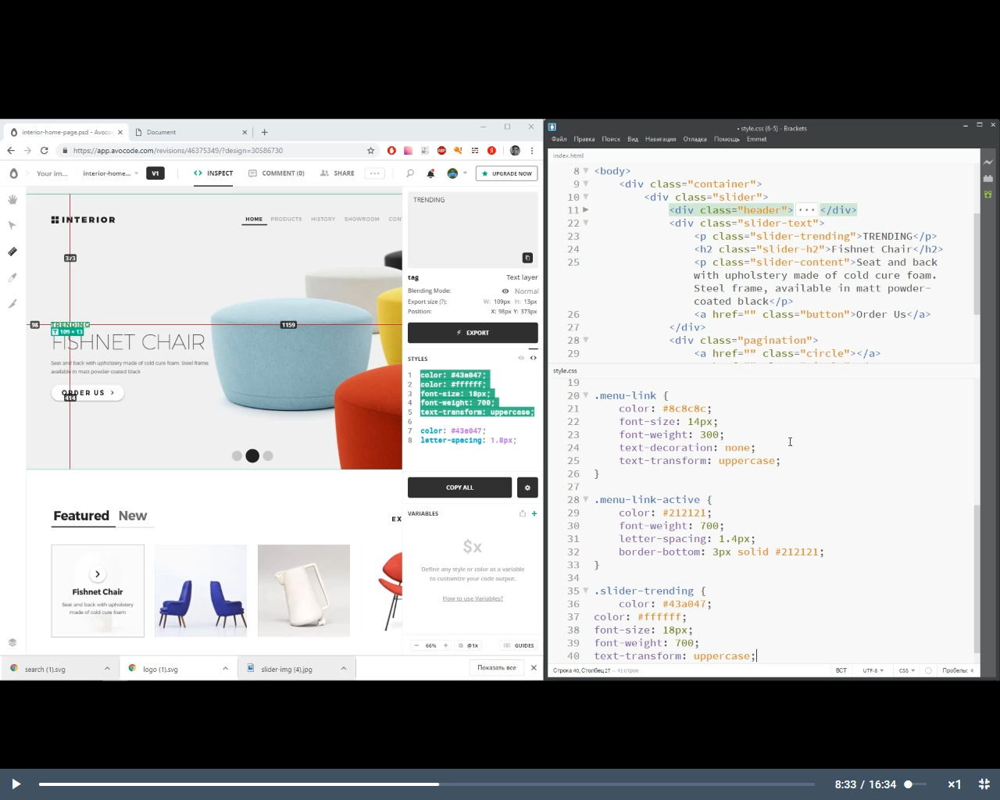 interior-home-page.psd - Avoco
Document
https://app.avocode.com/revisions/46375349/?design=30586730
Your im...
interior-home...
V1
INSPECT
COMMENT (0)
SHARE
UPGRADE NOW
INTERIOR
HOME
PRODUCTS
HISTORY
SHOWROOM
CON
373
98
1159
TRENDING
T 109 × 13
FISHNET CHAIR
Seat and back with upholstery made of cold cure foam. Steel frame,
available in matt powder-coated black
ORDER US
414
Featured
New
EX
Fishnet Chair
Seat and back with upholstery
made of cold cure foam
TRENDING
tag
Text layer
Blending Mode:
Normal
Export size (?):
W: 109px H: 13px
Position:
X: 98px Y: 373px
EXPORT
STYLES
1 color: #43a047;
2 color: #ffffff;
3 font-size: 18px;
4 font-weight: 700;
5 text-transform: uppercase;
6
7 color: #43a047;
8 letter-spacing: 1.8px;
COPY ALL
VARIABLES
$x
Define any style or color as a variable
to customize your code output.
How to use Variables?
66%
@1x
GUIDES
search (1).svg
logo (1).svg
slider-img (4).jpg
Показать все
• style.css (6-5) - Brackets
Файл Правка Поиск Вид Навигация Отладка Помощь Emmet
index.html
8 <body>
9 <div class="container">
10 <div class="slider">
11 <div class="header"> ··· </div>
22 <div class="slider-text">
23 <p class="slider-trending">TRENDING</p>
24 <h2 class="slider-h2">Fishnet Chair</h2>
25 <p class="slider-content">Seat and back
with upholstery made of cold cure foam.
Steel frame, available in matt powder-
coated black</p>
26 <a href="" class="button">Order Us</a>
27 </div>
28 <div class="pagination">
29 <a href="" class="circle"></a>
style.css
19
20 .menu-link {
21 color: #8c8c8c;
22 font-size: 14px;
23 font-weight: 300;
24 text-decoration: none;
25 text-transform: uppercase;
26 }
27
28 .menu-link-active {
29 color: #212121;
30 font-weight: 700;
31 letter-spacing: 1.4px;
32 border-bottom: 3px solid #212121;
33 }
34
35 .slider-trending {
36 color: #43a047;
37 color: #ffffff;
38 font-size: 18px;
39 font-weight: 700;
40 text-transform: uppercase;
Строка 40, Столбец 27 — 41 строк
ВСТ
UTF-8
CSS
Пробелы: 4
8:33 / 16:34
×1